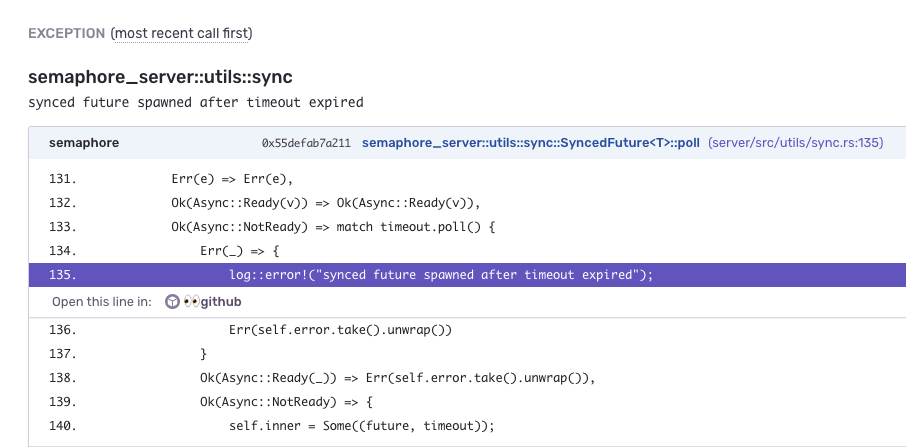 EXCEPTION (most recent call first)
semaphore_server::utils::sync
synced future spawned after timeout expired
semaphore 0x55defab7a211 semaphore_server::utils::sync::SyncedFuture<T>::poll (server/src/utils/sync.rs:135)
131. Err(e) => Err(e),
132. Ok(Async::Ready(v)) => Ok(Async::Ready(v)),
133. Ok(Async::NotReady) => match timeout.poll() {
134. Err(_) => {
135. log::error!("synced future spawned after timeout expired");
Open this line in: 👀github
136. Err(self.error.take().unwrap())
137. }
138. Ok(Async::Ready(_)) => Err(self.error.take().unwrap()),
139. Ok(Async::NotReady) => {
140. self.inner = Some((future, timeout));